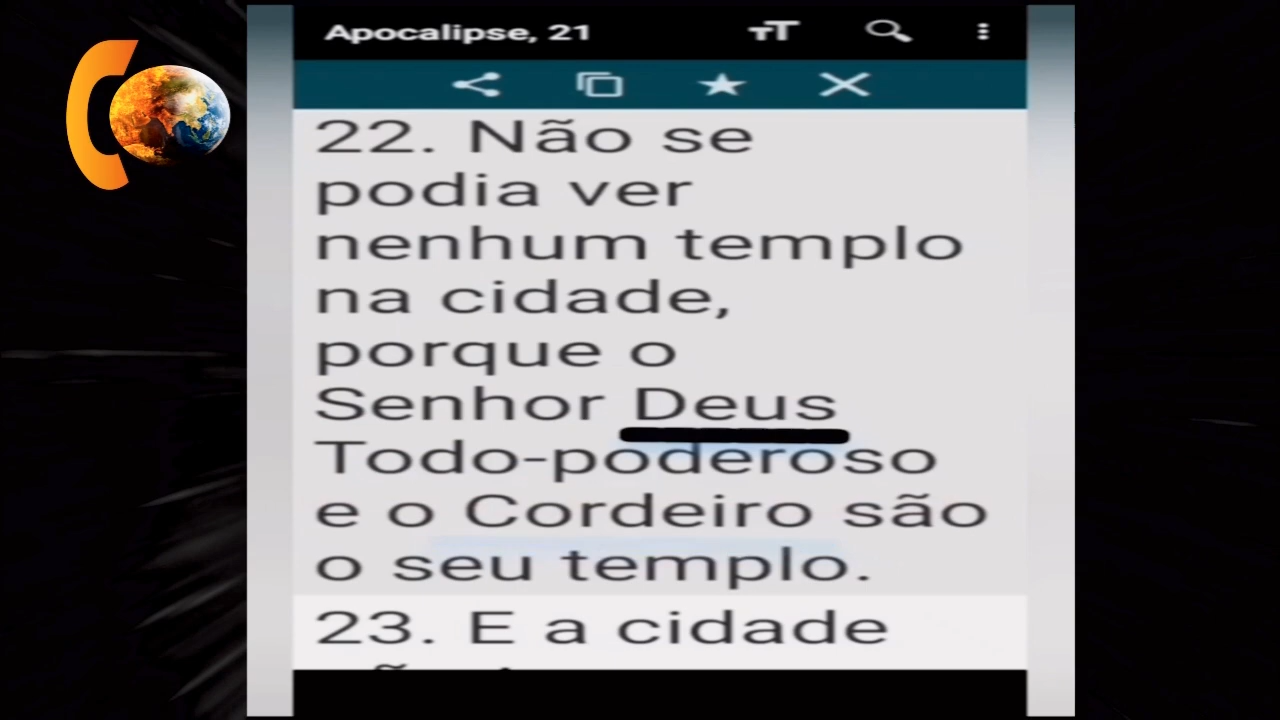 Apocalipse, 21
22. Não se
podia ver
nenhum templo
na cidade,
porque o
Senhor Deus
Todo-poderoso
e o Cordeiro são
o seu templo.
23. E a cidade